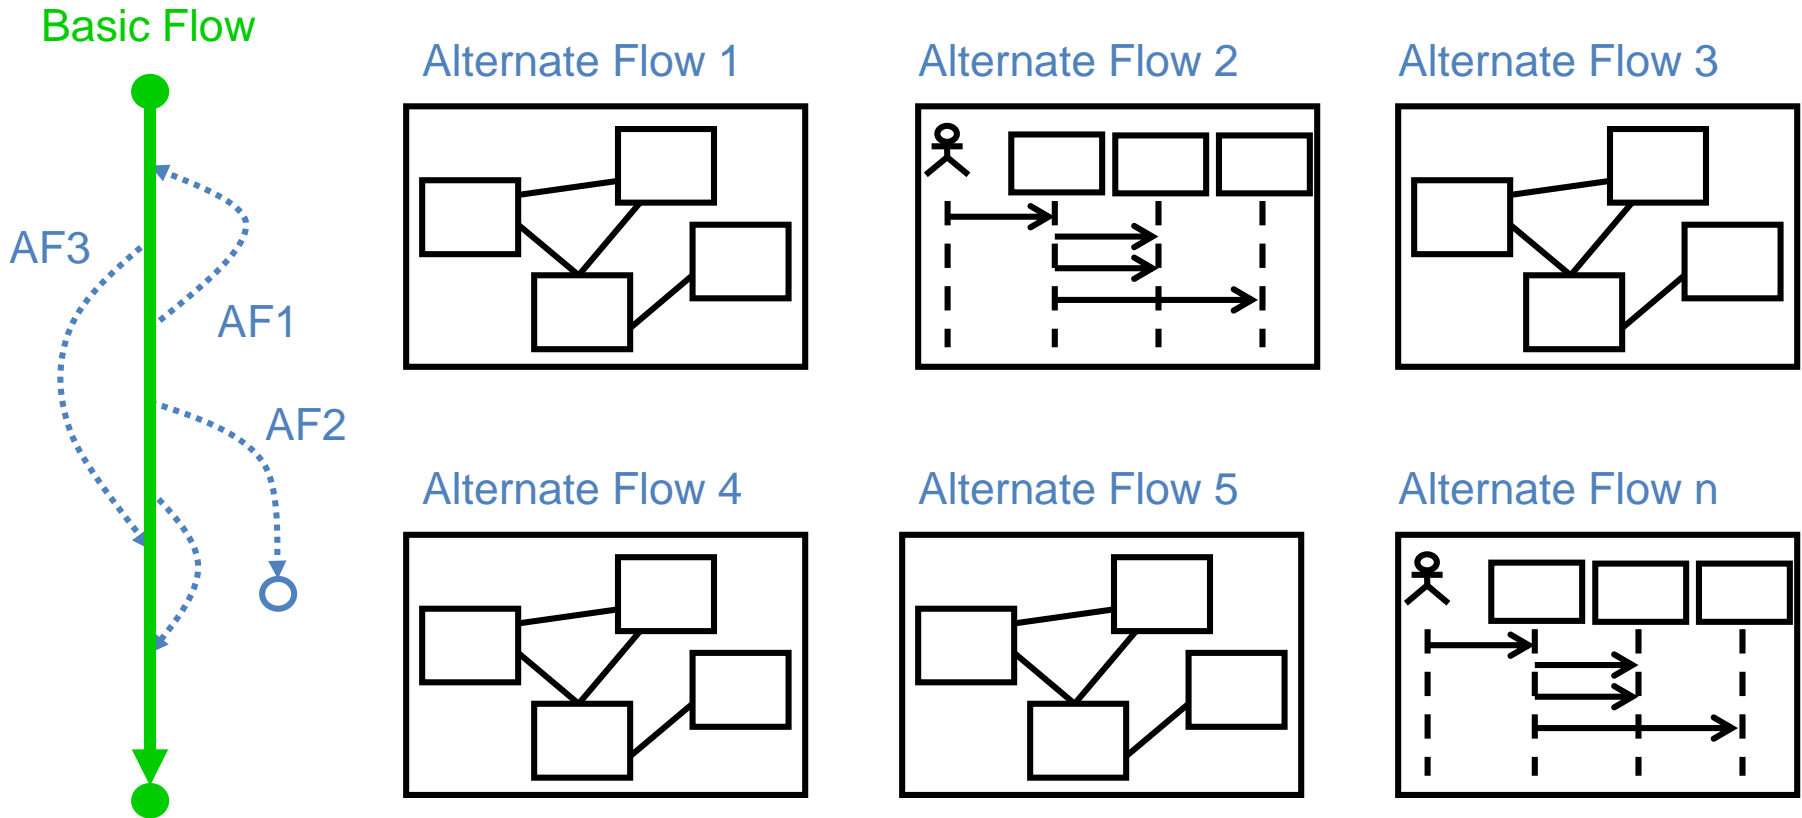 Basic Flow
AF3
AF1
AF2
Alternate Flow 1
Alternate Flow 2
Alternate Flow 3
Alternate Flow 4
Alternate Flow 5
Alternate Flow n